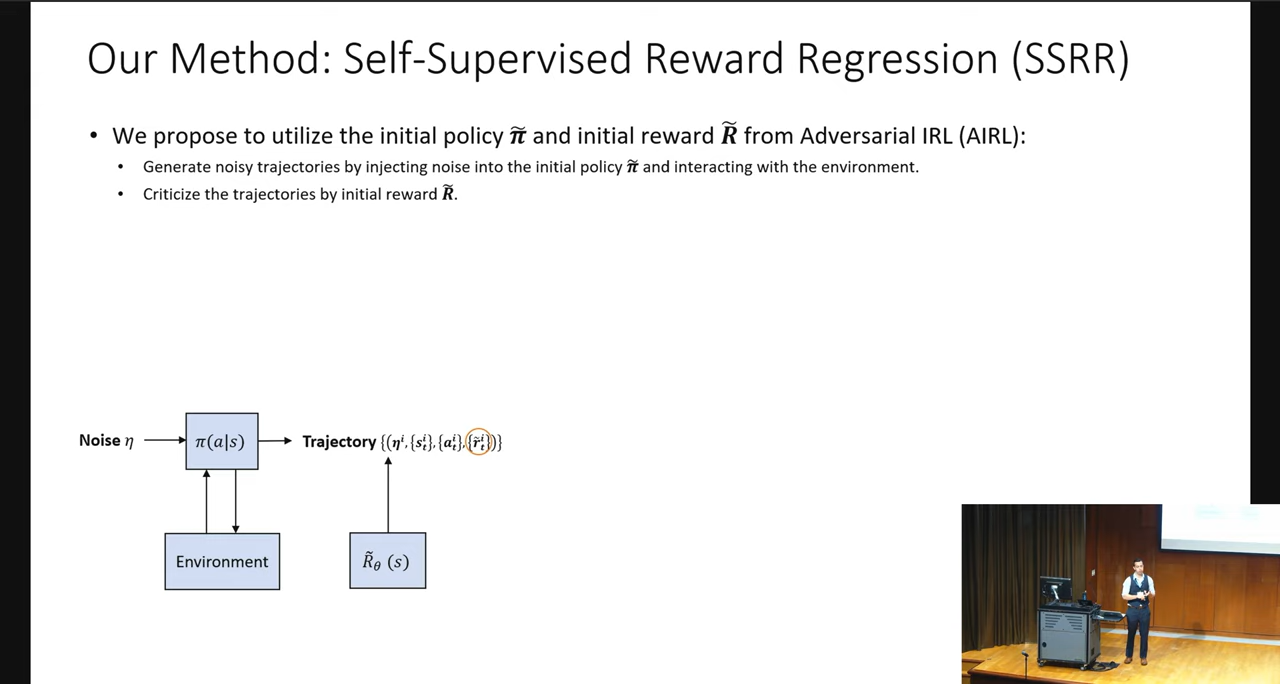 Our Method: Self-Supervised Reward Regression (SSRR)
• We propose to utilize the initial policy π̃ and initial reward R̃ from Adversarial IRL (AIRL):
• Generate noisy trajectories by injecting noise into the initial policy π̃ and interacting with the environment.
• Criticize the trajectories by initial reward R̃.
Noise η
π(a|s)
Trajectory {(ηⁱ,{sₜⁱ},{aₜⁱ},{r̃ₜⁱ})}
Environment
R̃_θ (s)